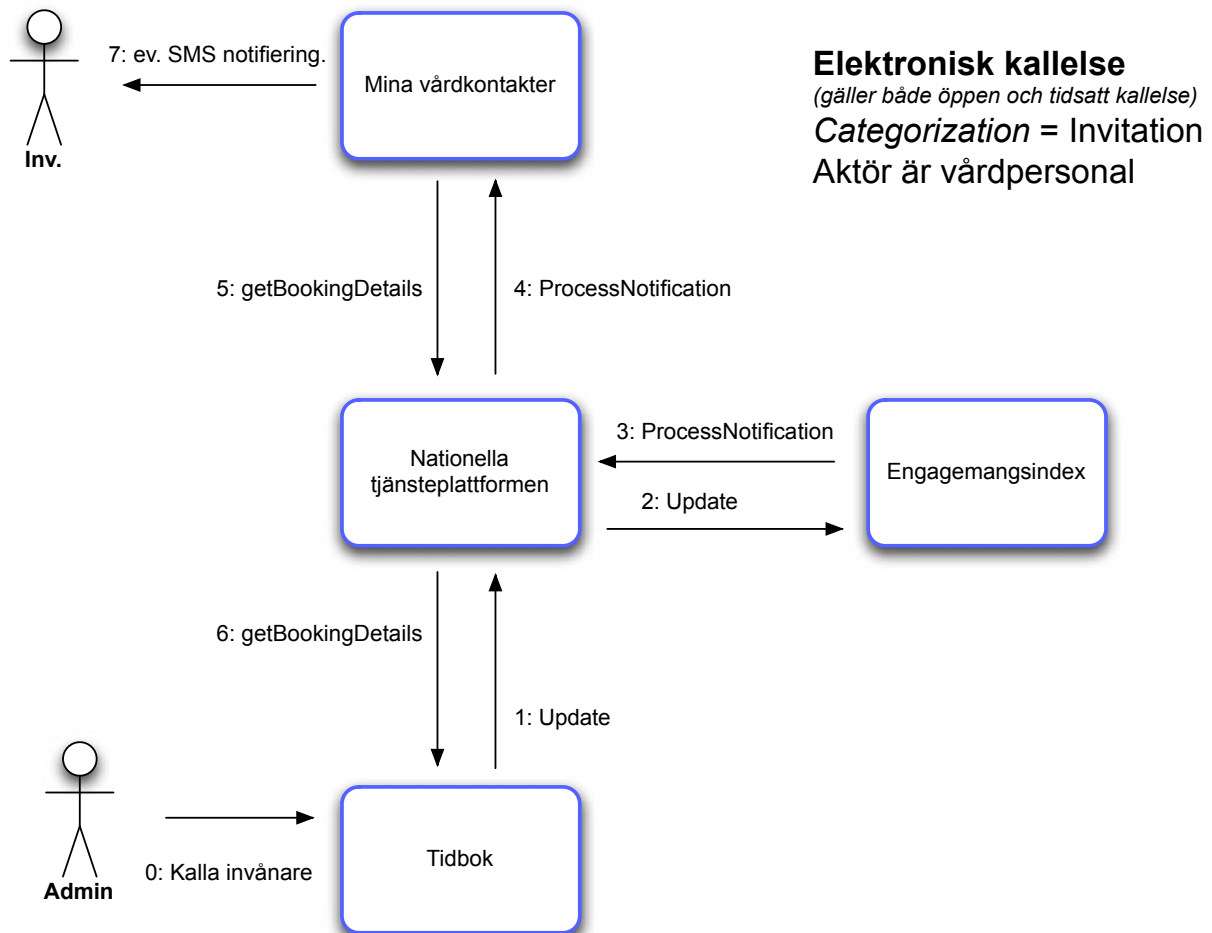 7: ev. SMS notifiering.
Mina vårdkontakter
Inv.
Elektronisk kallelse
(gäller både öppen och tidsatt kallelse)
Categorization = Invitation
Aktör är vårdpersonal
5: getBookingDetails
4: ProcessNotification
Nationella
tjänsteplattformen
3: ProcessNotification
2: Update
Engagemangsindex
6: getBookingDetails
1: Update
Admin
0: Kalla invånare
Tidbok